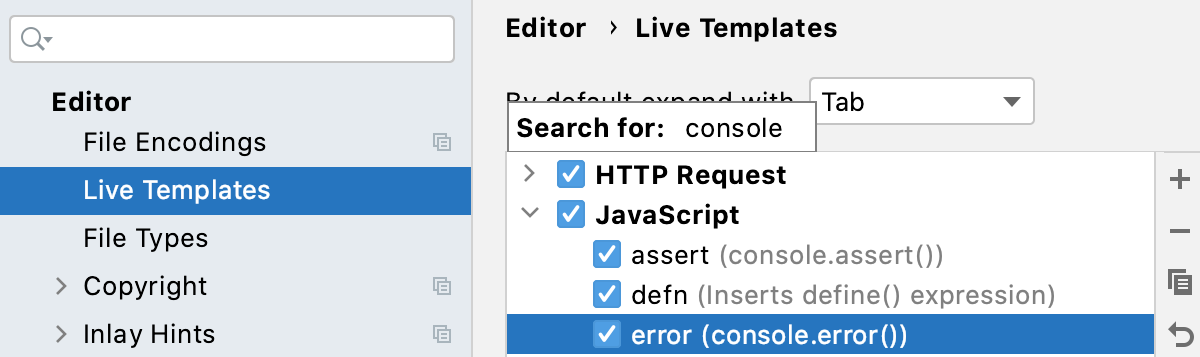 Editor
File Encodings
Live Templates
File Types
Copyright
Inlay Hints
Editor › Live Templates
By default expand with Tab
Search for: console
HTTP Request
JavaScript
assert (console.assert())
defn (Inserts define() expression)
error (console.error())